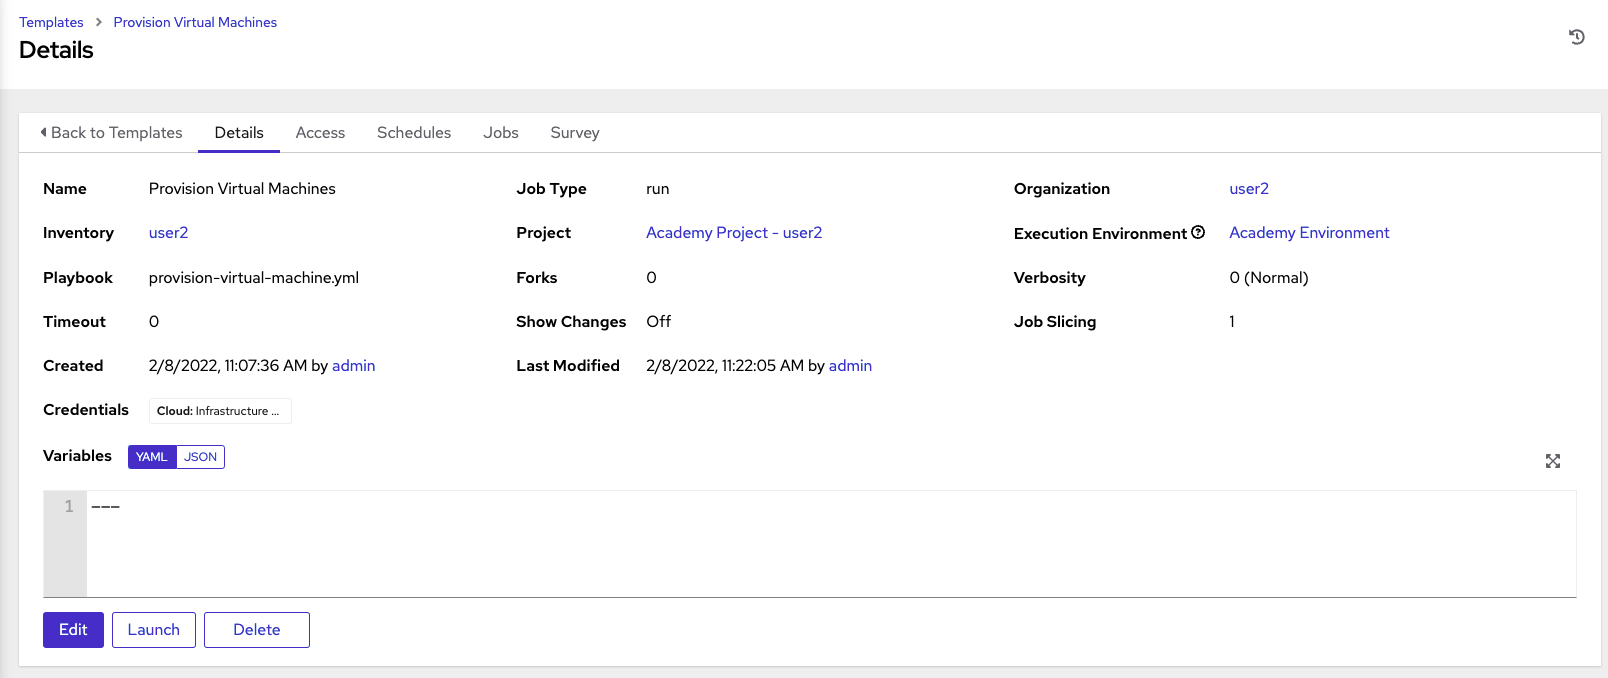 Templates > Provision Virtual Machines
Details
Back to Templates Details Access Schedules Jobs Survey
Name Provision Virtual Machines Job Type run Organization user2
Inventory user2 Project Academy Project - user2 Execution Environment Academy Environment
Playbook provision-virtual-machine.yml Forks 0 Verbosity 0 (Normal)
Timeout 0 Show Changes Off Job Slicing 1
Created 2/8/2022, 11:07:36 AM by admin Last Modified 2/8/2022, 11:22:05 AM by admin
Credentials Cloud: Infrastructure ...
Variables YAML JSON
1 ---
Edit Launch Delete